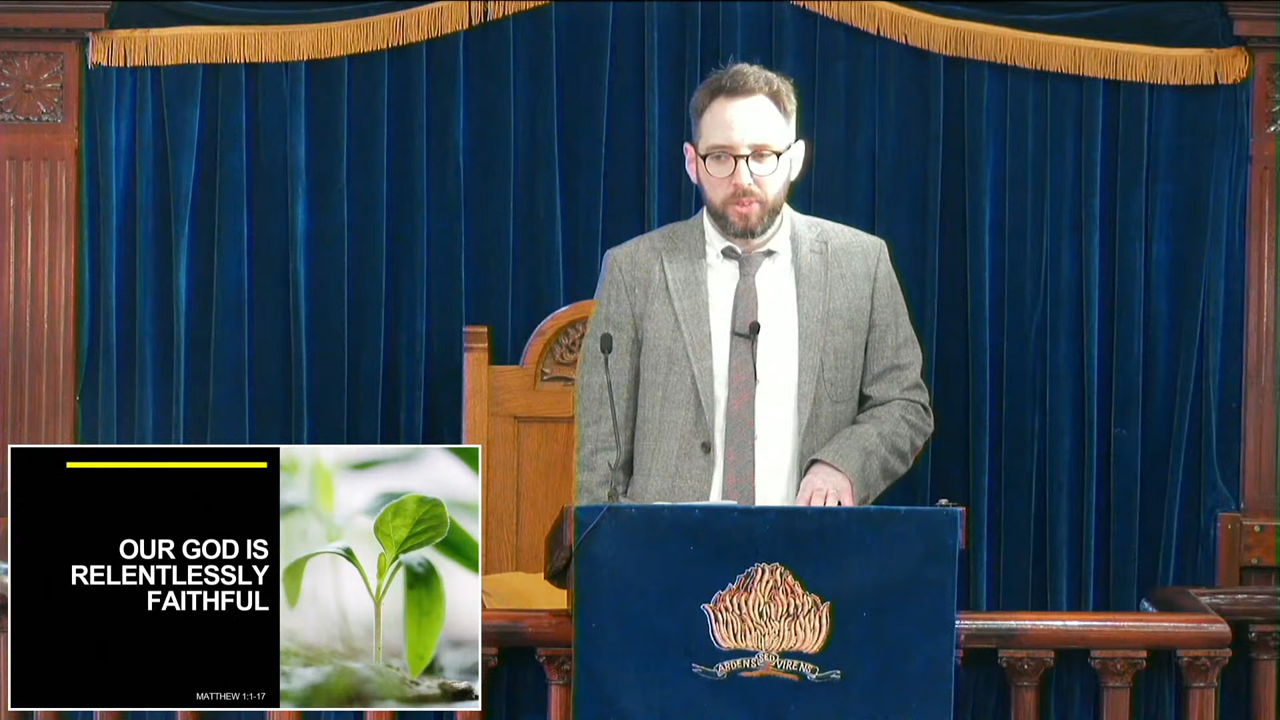 OUR GOD IS
RELENTLESSLY
FAITHFUL
MATTHEW 1:1-17
ARDENS SED VIRENS